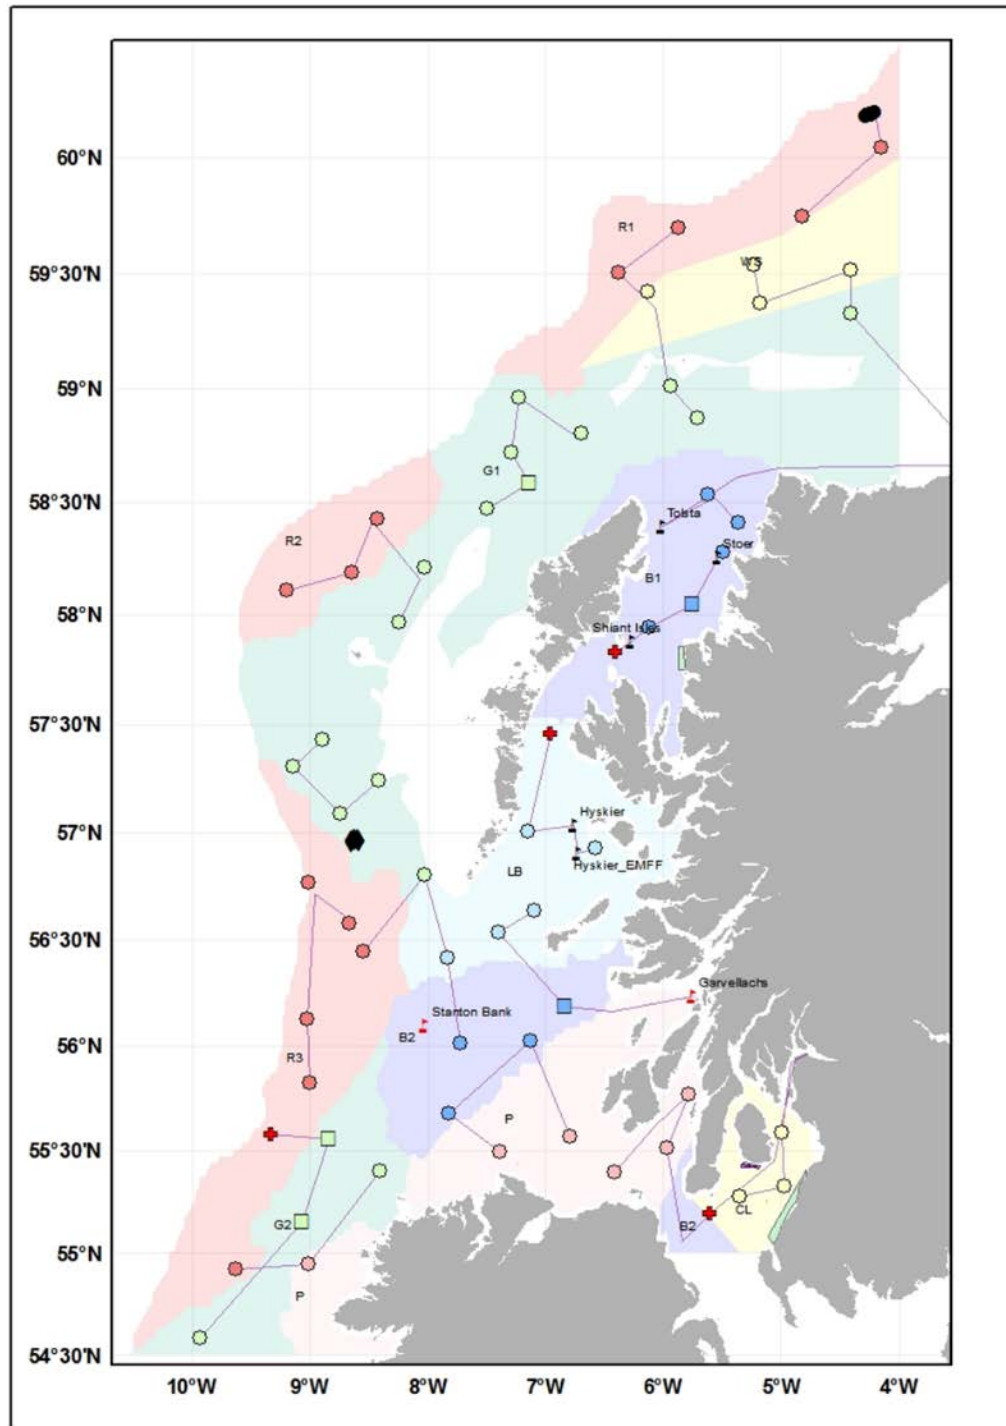 60°N
R1
WS
59°30'N
59°N
G1
58°30'N
Tolsta
R2
Stoer
B1
58°N
Shiant Isles
57°30'N
Hyskier
57°N
LB
Hyskier_EMFF
56°30'N
Garvellachs
Stanton Bank
B2
56°N
R3
P
55°30'N
CL
G2
B2
55°N
P
54°30'N
10°W 9°W 8°W 7°W 6°W 5°W 4°W